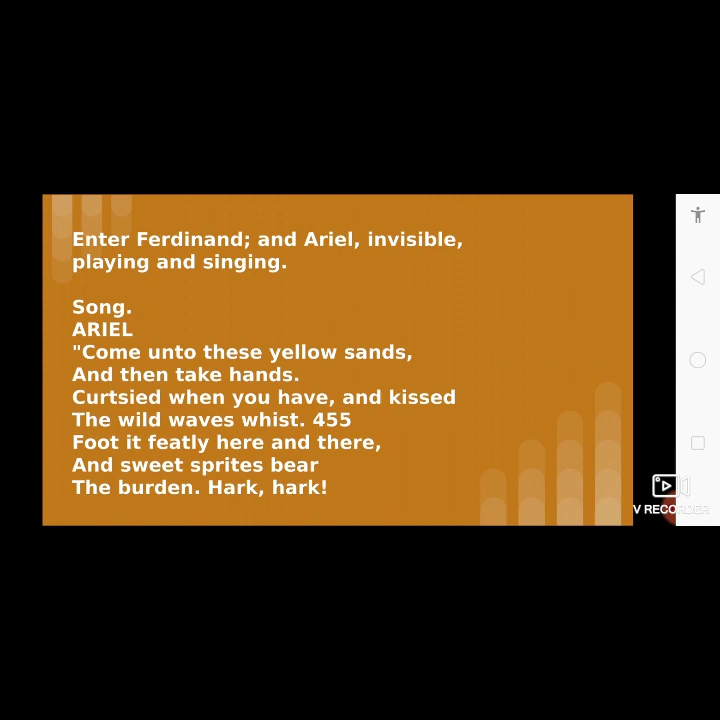 Enter Ferdinand; and Ariel, invisible,
playing and singing.
Song.
ARIEL
"Come unto these yellow sands,
And then take hands.
Curtsied when you have, and kissed
The wild waves whist. 455
Foot it featly here and there,
And sweet sprites bear
The burden. Hark, hark!
V RECORDER